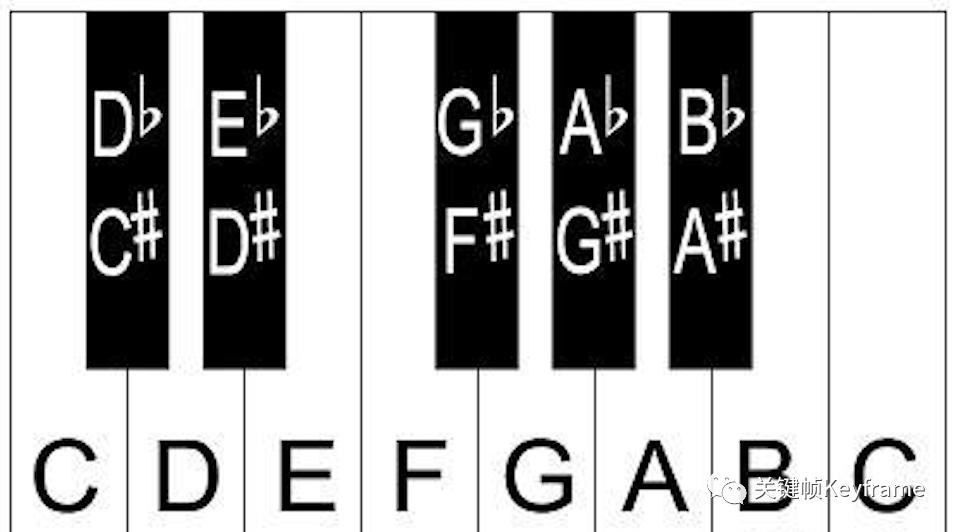 D♭ E♭ G♭ A♭ B♭
C♯ D♯ F♯ G♯ A♯
C D E F G A B C
关键帧Keyframe